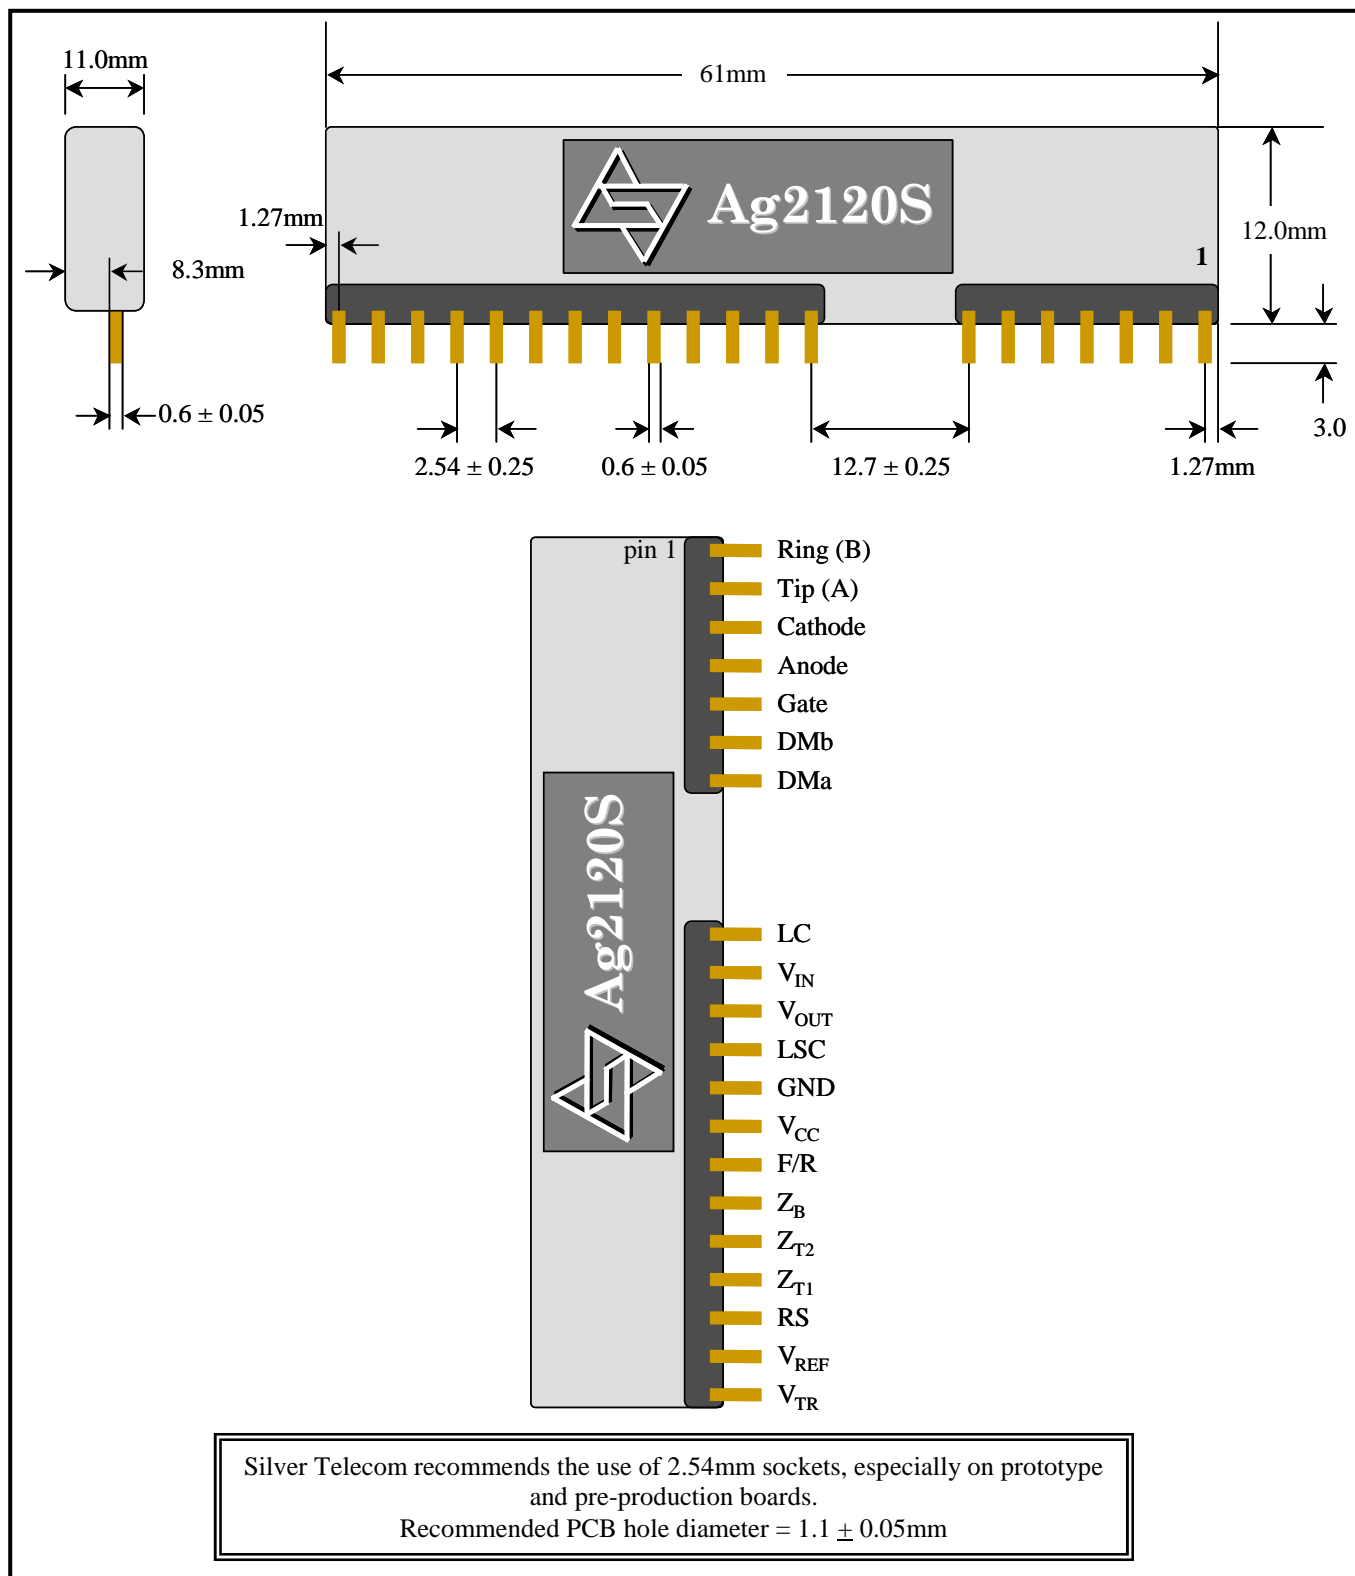 11.0mm
61mm
Ag2120S
1.27mm
12.0mm
8.3mm
1
0.6 ± 0.05
3.0
2.54 ± 0.25
0.6 ± 0.05
12.7 ± 0.25
1.27mm
pin 1
Ring (B)
Tip (A)
Cathode
Anode
Gate
DMb
DMa
Ag2120S
LC
VIN
VOUT
LSC
GND
VCC
F/R
ZB
ZT2
ZT1
RS
VREF
VTR
Silver Telecom recommends the use of 2.54mm sockets, especially on prototype
and pre-production boards.
Recommended PCB hole diameter = 1.1 ± 0.05mm